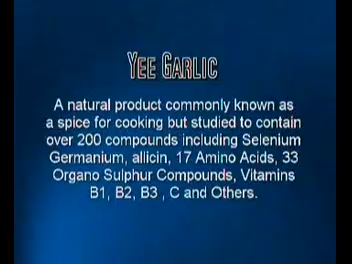 YEE GARLIC
A natural product commonly known as
a spice for cooking but studied to contain
over 200 compounds including Selenium
Germanium, allicin, 17 Amino Acids, 33
Organo Sulphur Compounds, Vitamins
B1, B2, B3 , C and Others.